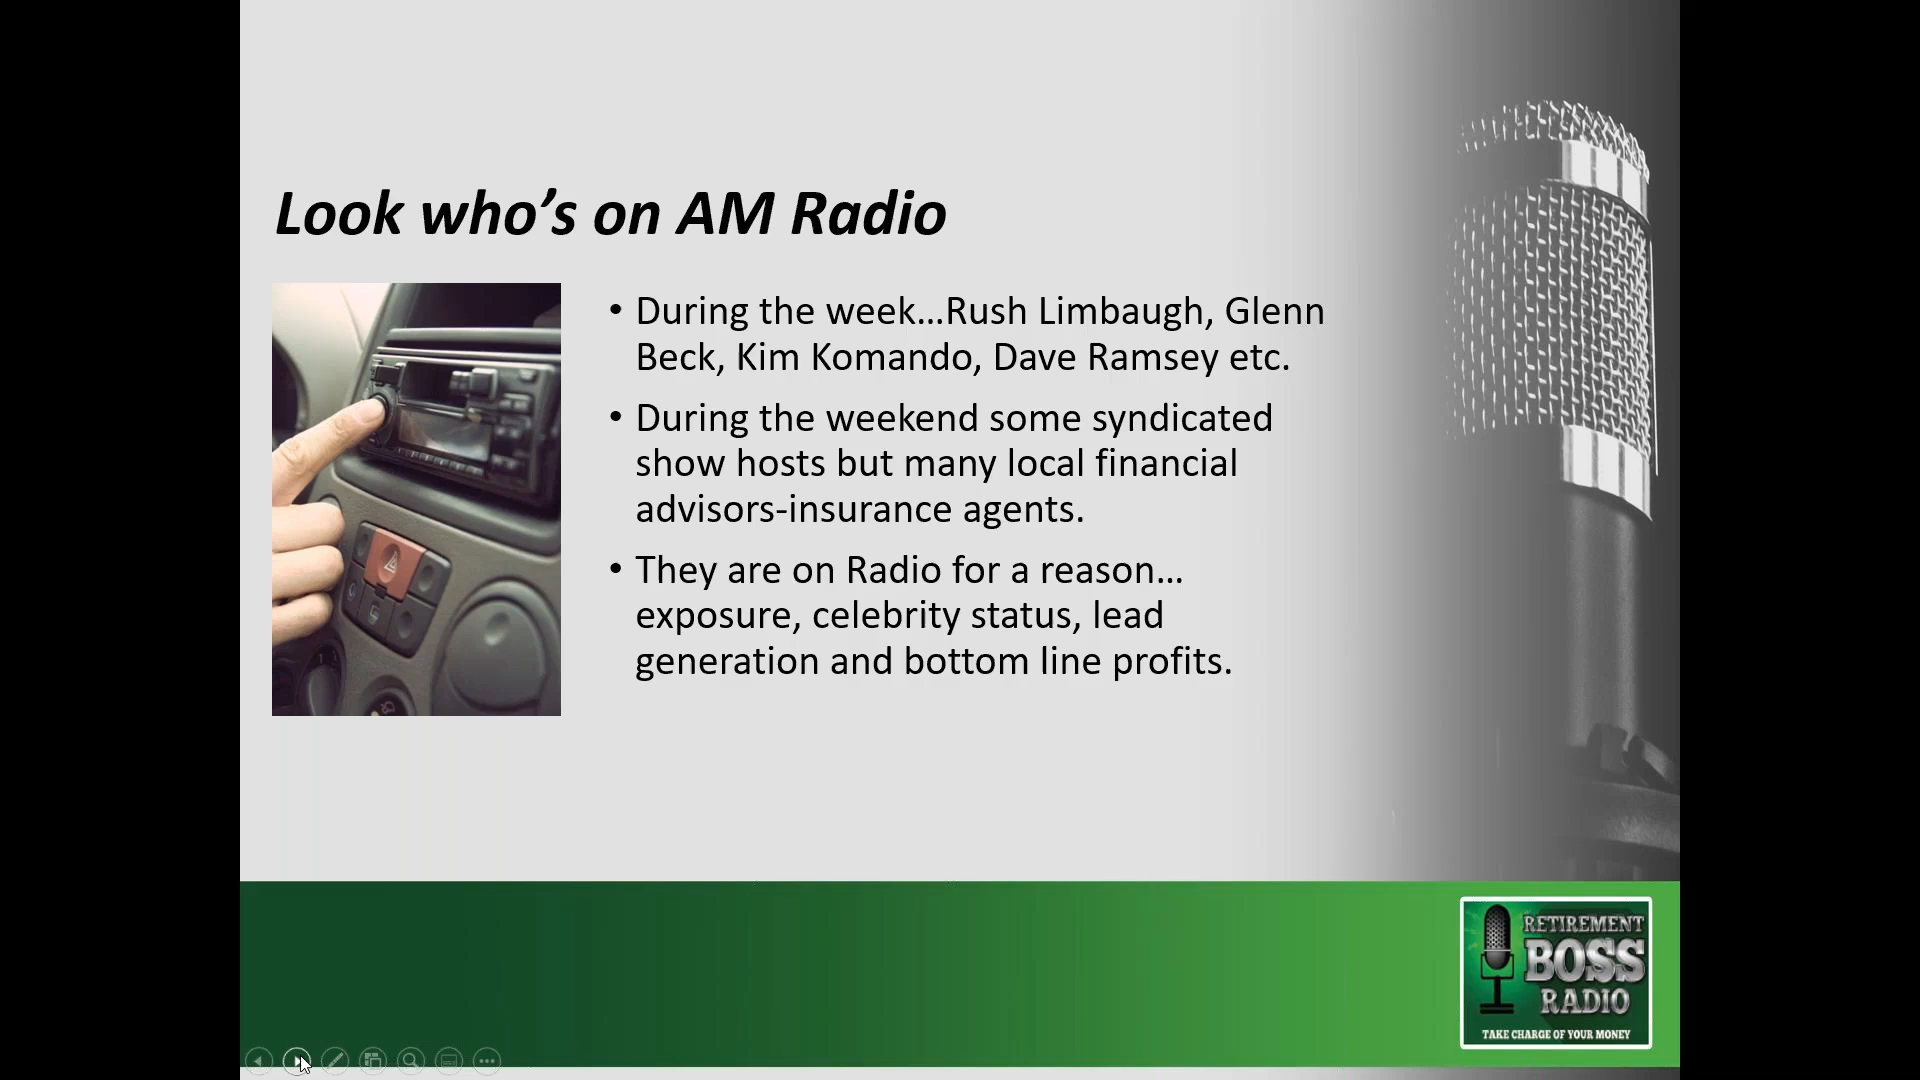 Look who’s on AM Radio
• During the week…Rush Limbaugh, Glenn
Beck, Kim Komando, Dave Ramsey etc.
• During the weekend some syndicated
show hosts but many local financial
advisors-insurance agents.
• They are on Radio for a reason…
exposure, celebrity status, lead
generation and bottom line profits.
RETIREMENT
BOSS
RADIO
TAKE CHARGE OF YOUR MONEY